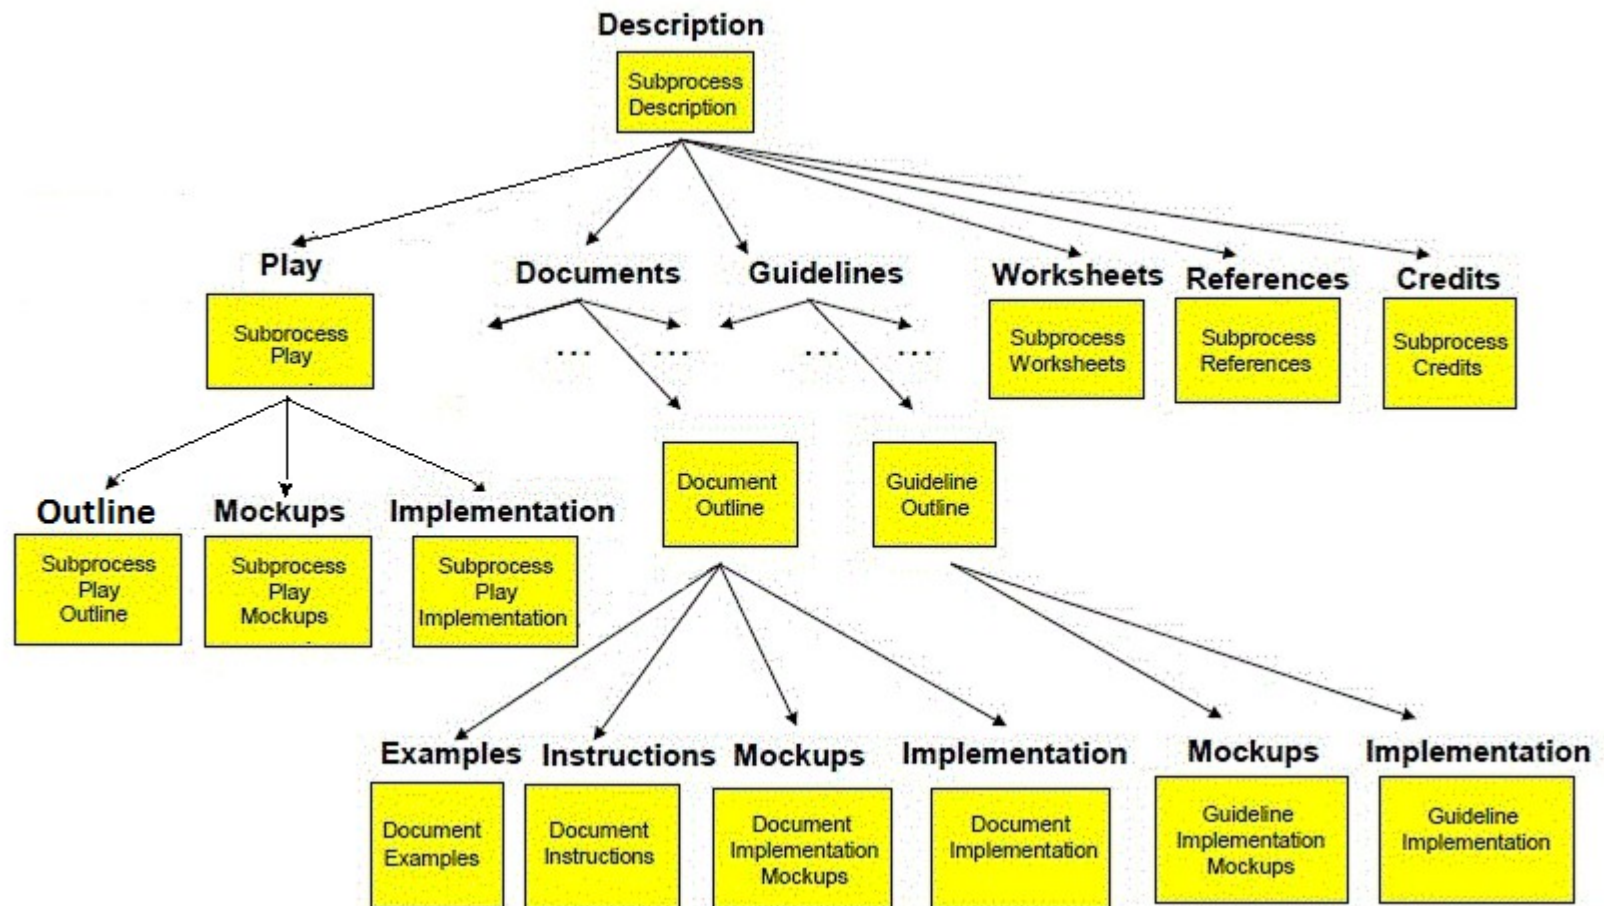 Description
Subprocess
Description
Play
Documents
Guidelines
Worksheets
References
Credits
Subprocess
Play
...
...
...
...
Subprocess
Worksheets
Subprocess
References
Subprocess
Credits
Document
Outline
Guideline
Outline
Outline
Mockups
Implementation
Subprocess
Play
Outline
Subprocess
Play
Mockups
Subprocess
Play
Implementation
Examples
Instructions
Mockups
Implementation
Mockups
Implementation
Document
Examples
Document
Instructions
Document
Implementation
Mockups
Document
Implementation
Guideline
Implementation
Mockups
Guideline
Implementation